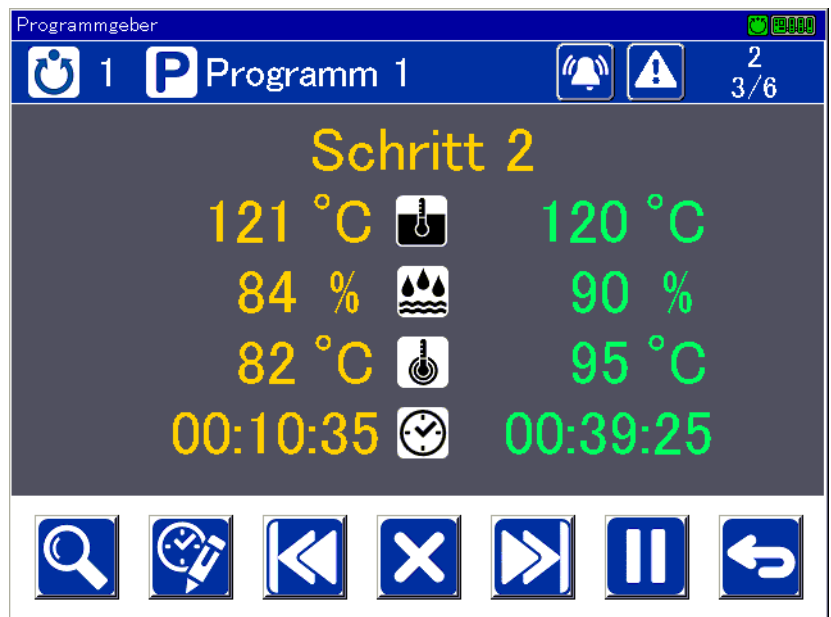 Programmgeber
1 P Programm 1
2
3/6
Schritt 2
121 °C 120 °C
84 % 90 %
82 °C 95 °C
00:10:35 00:39:25